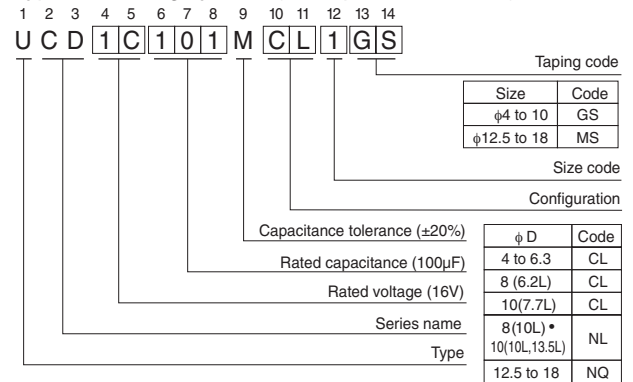 1 2 3 4 5 6 7 8 9 10 11 12 13 14
U C D 1 C 1 0 1 M C L 1 G S
Taping code
Size Code
ϕ4 to 10 GS
ϕ12.5 to 18 MS
Size code
Configuration
Capacitance tolerance (±20%)
Rated capacitance (100µF)
Rated voltage (16V)
Series name
Type
ϕ D Code
4 to 6.3 CL
8 (6.2L) CL
10(7.7L) CL
8(10L) •
10(10L,13.5L) NL
12.5 to 18 NQ